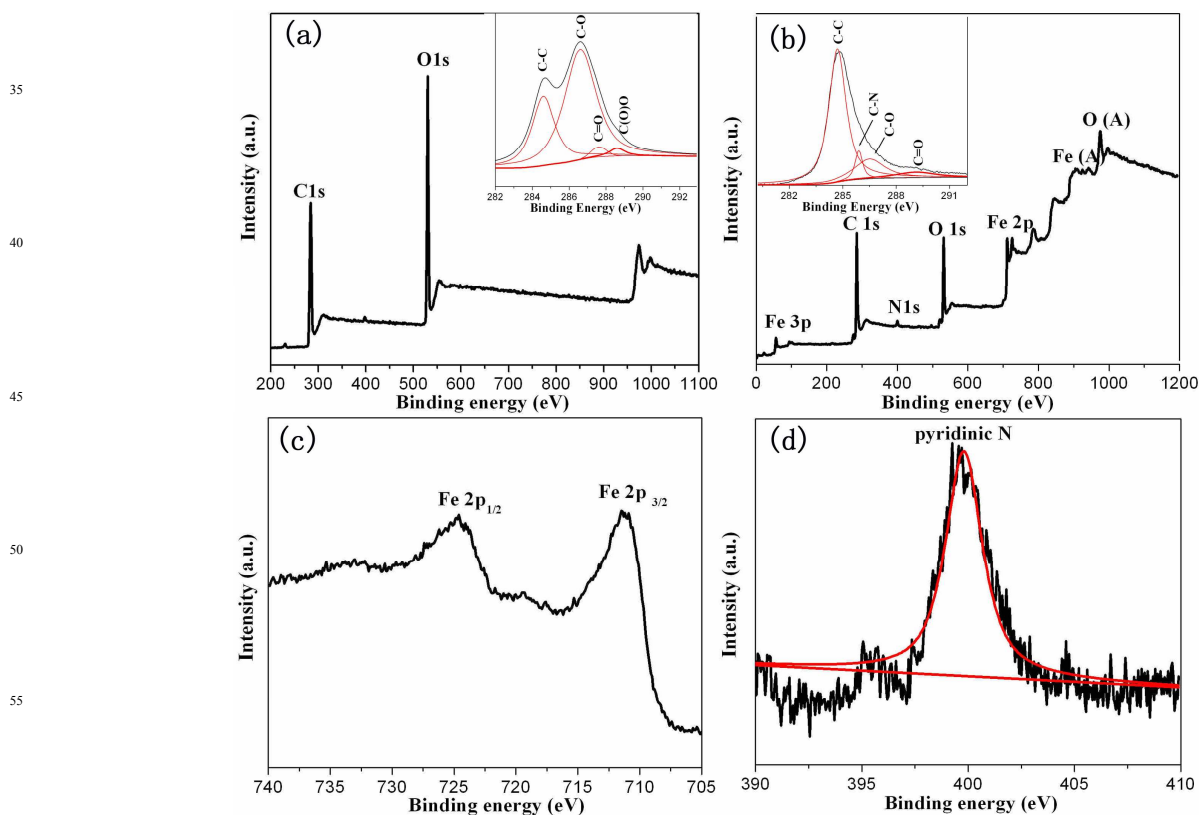 35
40
45
50
55
(a)
O1s
C1s
Intensity (a.u.)
200 300 400 500 600 700 800 900 1000 1100
Binding energy (eV)
C-C
C-O
C=O
C(O)O
282 284 286 288 290 292
Binding Energy (eV)
(b)
O (A)
Fe (A)
Fe 2p
C 1s
O 1s
N1s
Fe 3p
Intensity (a.u.)
0 200 400 600 800 1000 1200
Binding energy (eV)
C-C
C-N
C-O
C=O
282 285 288 291
Binding Energy (eV)
(c)
Fe 2p1/2
Fe 2p 3/2
Intensity (a.u.)
740 735 730 725 720 715 710 705
Binding energy (eV)
(d)
pyridinic N
Intensity (a.u.)
390 395 400 405 410
Binding energy (eV)